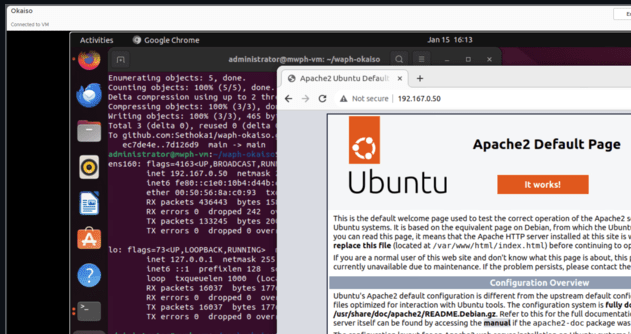 Okaiso
Connected to VM
Activities
Google Chrome
Jan 15 16:13
administrator@mwph-vm: ~/waph-okaiso
Enumerating objects: 5, done.
Counting objects: 100% (5/5), done.
Delta compression using up to 2 thre
Compressing objects: 100% (3/3), don
Writing objects: 100% (3/3), 465 by
Total 3 (delta 0), reused 0 (delta
To github.com:Sethoka1/waph-okaiso.
ec7de4e..7d126d9 main -> main
administrator@mwph-vm:~/waph-okaiso
ens160: flags=4163<UP,BROADCAST,RUNN
inet 192.167.0.50 netmask 2
inet6 fe80::c1e0:10b4:d44b:
ether 00:50:56:8a:c0:93 txq
RX packets 436443 bytes 158
RX errors 0 dropped 242 o
TX packets 133245 bytes 20
TX errors 0 dropped 0 over
lo: flags=73<UP,LOOPBACK,RUNNING>
inet 127.0.0.1 netmask 255
inet6 ::1 prefixlen 128 s
loop txqueuelen 1000 (Loca
RX packets 16037 bytes 177
RX errors 0 dropped 0 over
TX packets 16037 bytes 177
TX errors 0 dropped 0 over
Apache2 Ubuntu Default
Not secure
192.167.0.50
Ubuntu
Apache2 Default Page
It works!
This is the default welcome page used to test the correct operation of the Apache2 s
Ubuntu systems. It is based on the equivalent page on Debian, from which the Ubunt
you can read this page, it means that the Apache HTTP server installed at this site is
replace this file (located at /var/www/html/index.html) before continuing to op
If you are a normal user of this web site and don't know what this page is about, this p
currently unavailable due to maintenance. If the problem persists, please contact the
Configuration Overview
Ubuntu's Apache2 default configuration is different from the upstream default confi
files optimized for interaction with Ubuntu tools. The configuration system is fully do
/usr/share/doc/apache2/README.Debian.gz. Refer to this for the full documentatio
server itself can be found by accessing the manual if the apache2-doc package was